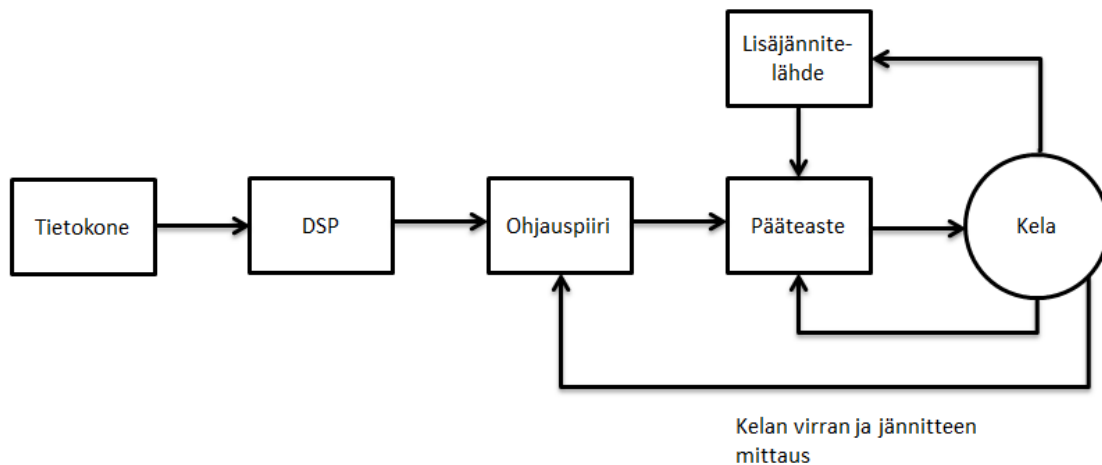 Lisäjännite-
lähde
Tietokone
DSP
Ohjauspiiri
Pääteaste
Kela
Kelan virran ja jännitteen
mittaus